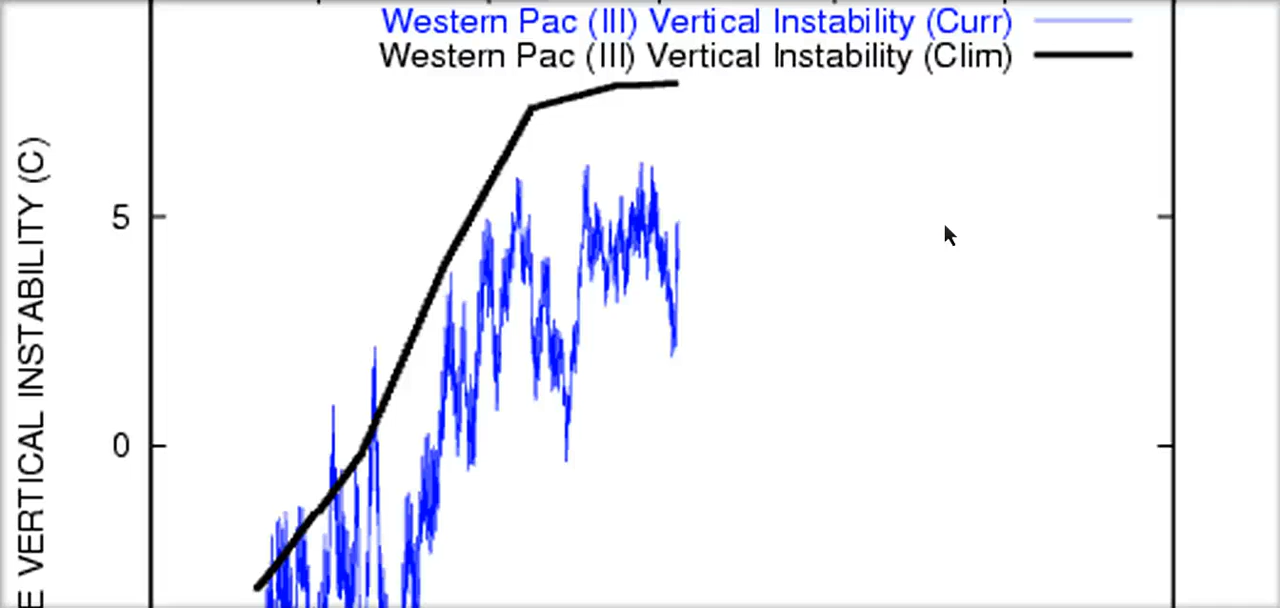 Western Pac (III) Vertical Instability (Curr)
Western Pac (III) Vertical Instability (Clim)
E VERTICAL INSTABILITY (C)
5
0